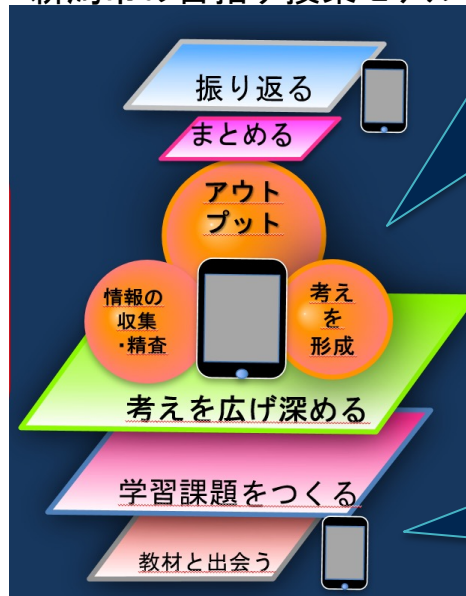 振り返る
まとめる
アウト
プット
情報の
収集
・精査
考え
を
形成
考えを広げ深める
学習課題をつくる
教材と出会う